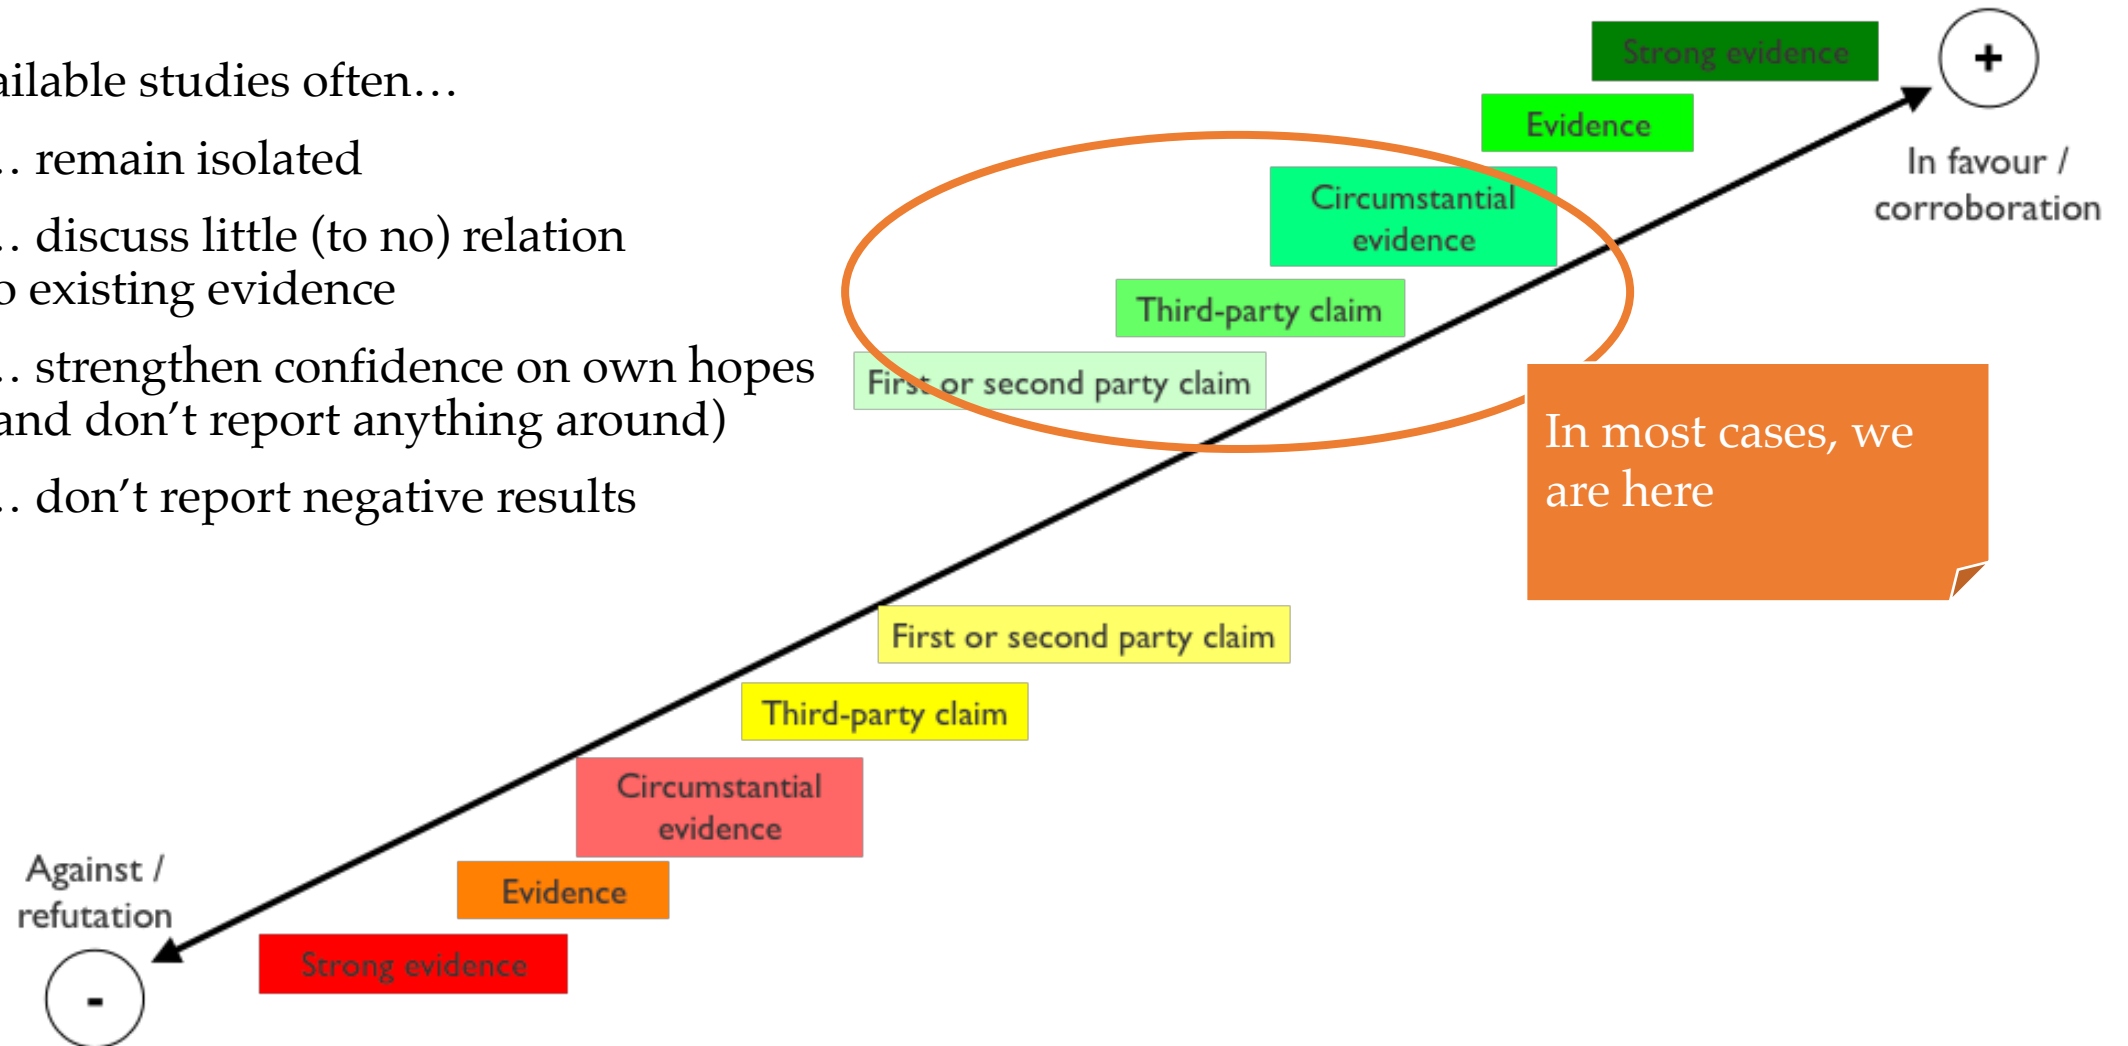 ailable studies often…
.. remain isolated
.. discuss little (to no) relation
o existing evidence
.. strengthen confidence on own hopes
and don’t report anything around)
.. don’t report negative results
Strong evidence
+
Evidence
In favour /
corroboration
Circumstantial
evidence
Third-party claim
First or second party claim
In most cases, we
are here
First or second party claim
Third-party claim
Circumstantial
evidence
Against /
refutation
Evidence
Strong evidence
-